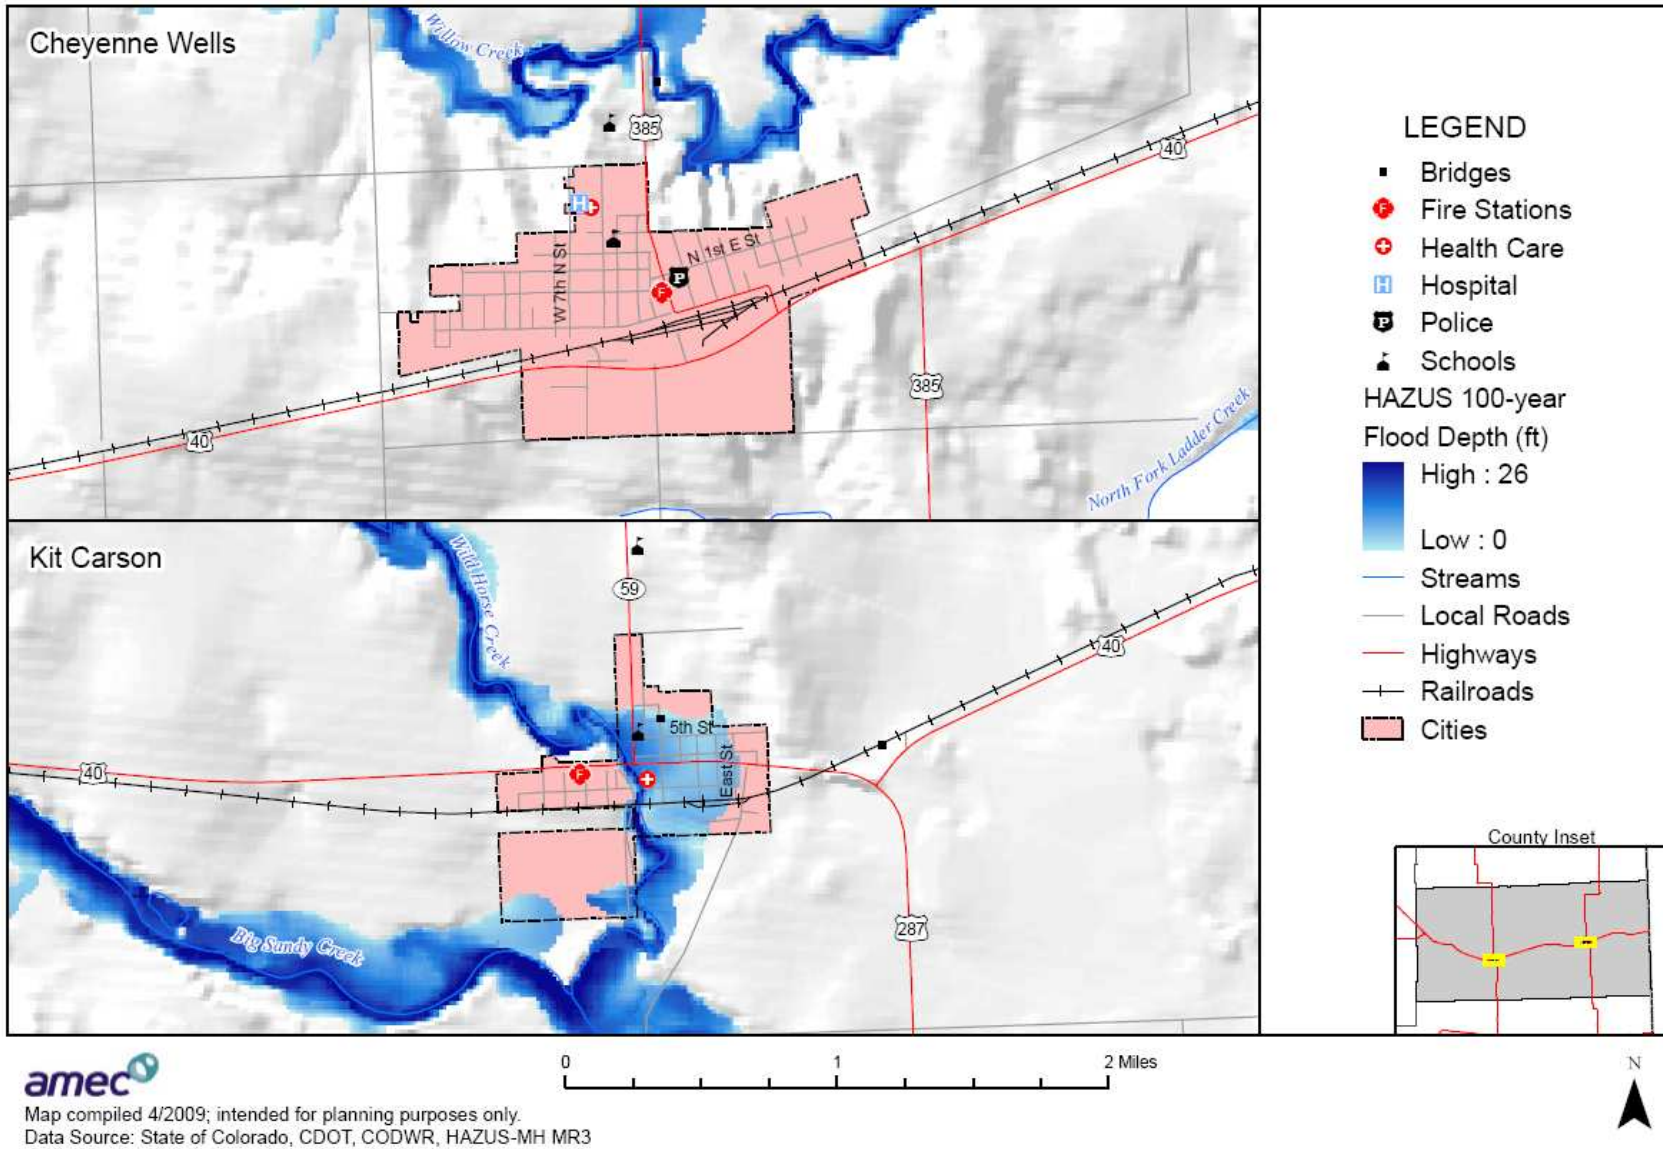 Cheyenne Wells
Willow Creek
385
40
H
W 7th N St
N 1st E St
P
F
40
385
North Fork Ladder Creek
Kit Carson
Wild Horse Creek
59
40
5th St
40
F
East St
287
Big Sandy Creek
LEGEND
Bridges
F Fire Stations
Health Care
H Hospital
P Police
Schools
HAZUS 100-year
Flood Depth (ft)
High : 26
Low : 0
Streams
Local Roads
Highways
Railroads
Cities
County Inset
amec
Map compiled 4/2009; intended for planning purposes only.
Data Source: State of Colorado, CDOT, CODWR, HAZUS-MH MR3
0 1 2 Miles
N